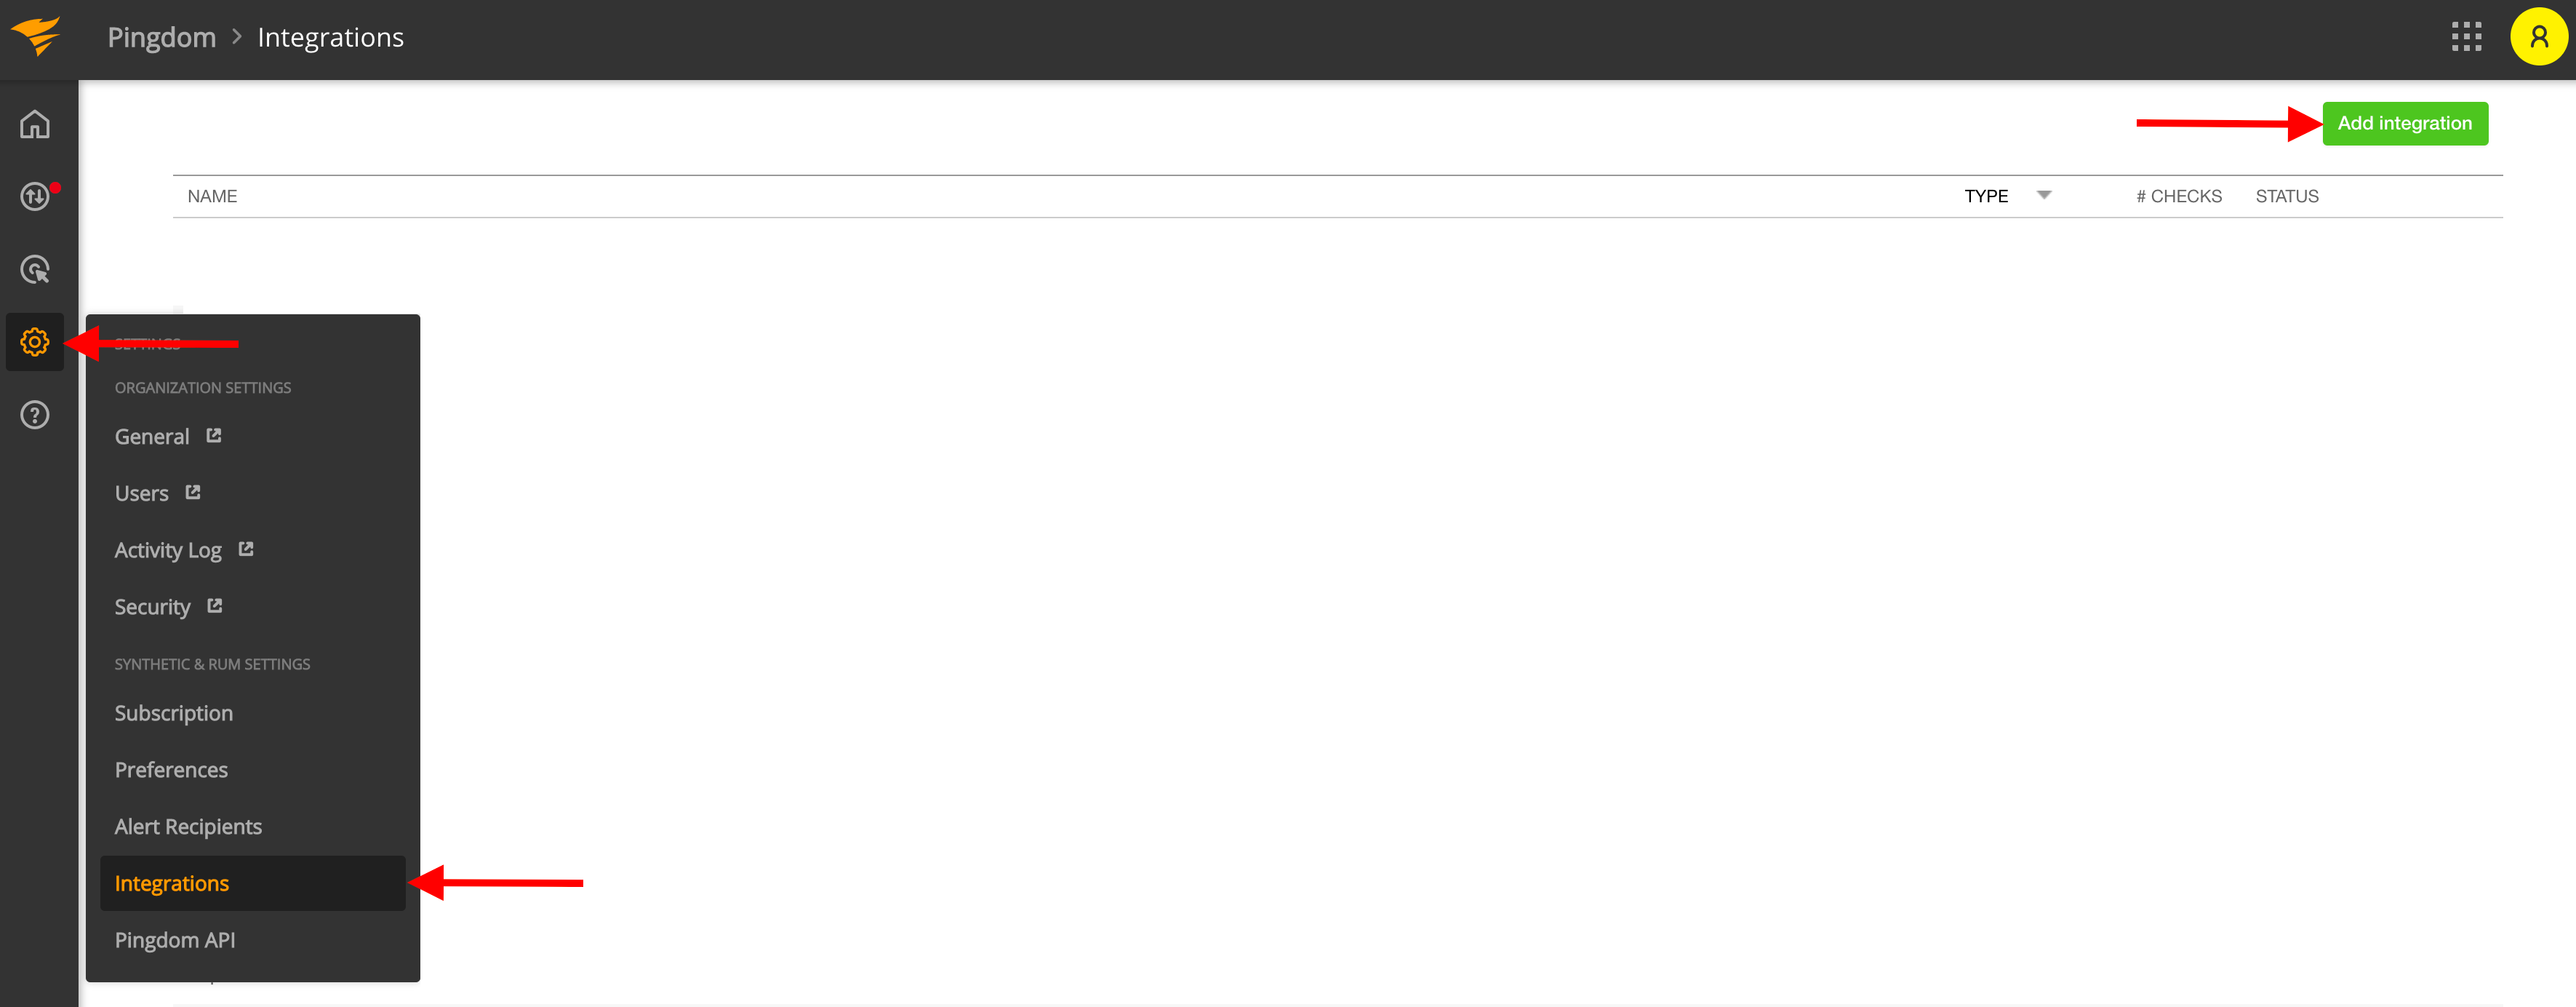 Pingdom > Integrations
Add integration
NAME TYPE # CHECKS STATUS
SETTINGS
ORGANIZATION SETTINGS
General
Users
Activity Log
Security
SYNTHETIC & RUM SETTINGS
Subscription
Preferences
Alert Recipients
Integrations
Pingdom API